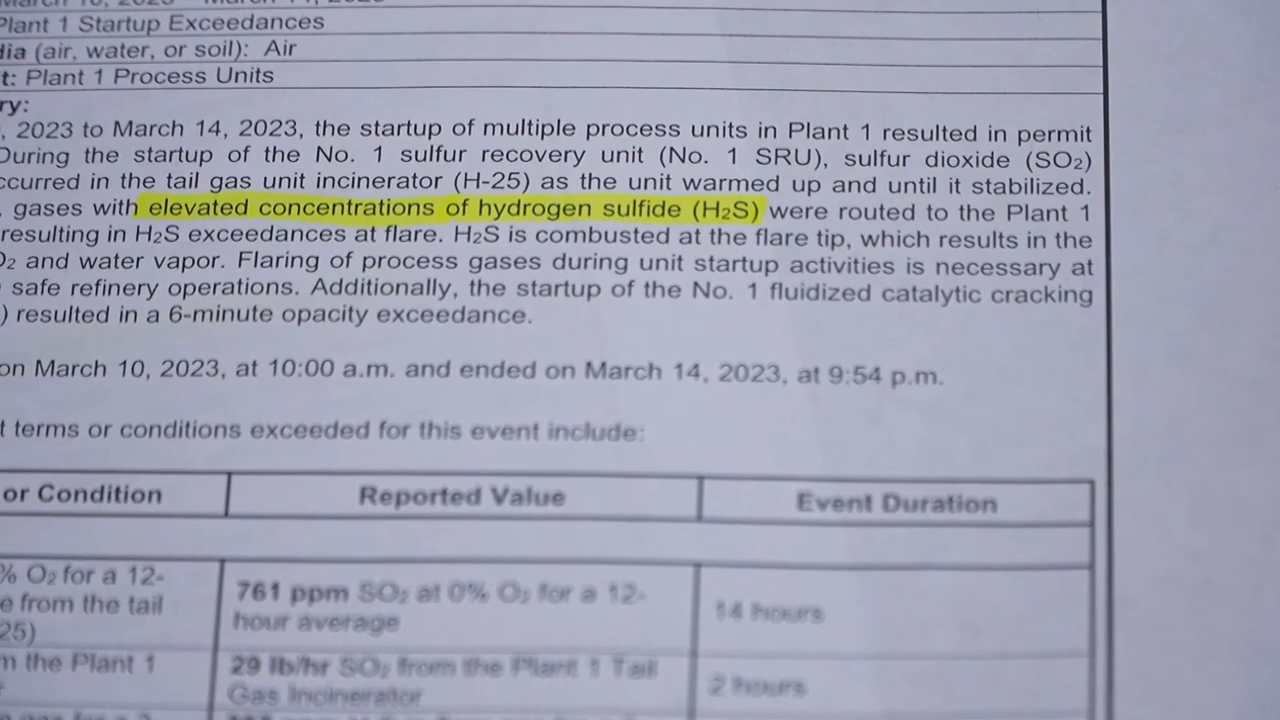 Plant 1 Startup Exceedances
dia (air, water, or soil): Air
t: Plant 1 Process Units
ry:
, 2023 to March 14, 2023, the startup of multiple process units in Plant 1 resulted in permit
During the startup of the No. 1 sulfur recovery unit (No. 1 SRU), sulfur dioxide (SO2)
ccurred in the tail gas unit incinerator (H-25) as the unit warmed up and until it stabilized.
, gases with elevated concentrations of hydrogen sulfide (H2S) were routed to the Plant 1
resulting in H2S exceedances at flare. H2S is combusted at the flare tip, which results in the
O2 and water vapor. Flaring of process gases during unit startup activities is necessary at
safe refinery operations. Additionally, the startup of the No. 1 fluidized catalytic cracking
) resulted in a 6-minute opacity exceedance.
on March 10, 2023, at 10:00 a.m. and ended on March 14, 2023, at 9:54 p.m.
t terms or conditions exceeded for this event include:
or Condition Reported Value Event Duration
% O2 for a 12-
e from the tail
25)
761 ppm SO2 at 0% O2 for a 12-
hour average
14 hours
m the Plant 1
29 lb/hr SO2 from the Plant 1 Tail
Gas Incinerator
2 hours